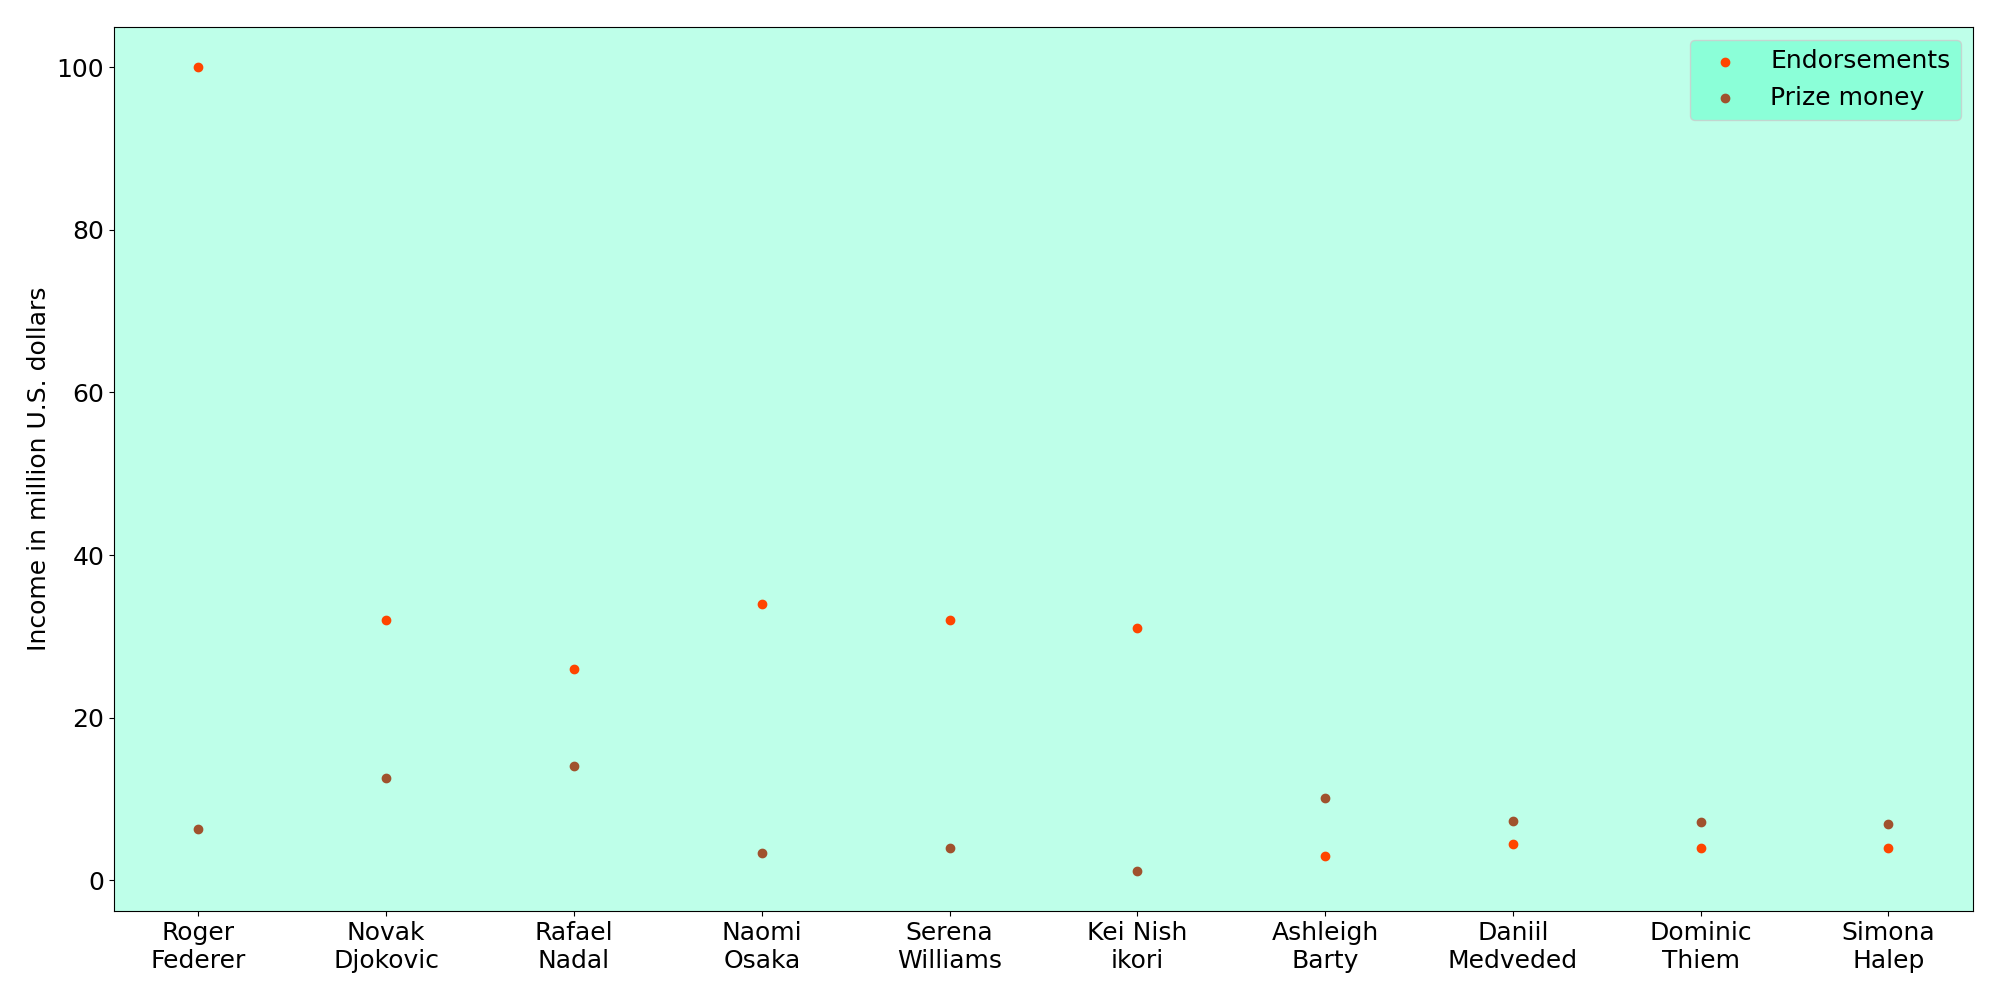 Endorsements
Prize money
Income in million U.S. dollars
100
80
60
40
20
0
Roger
Federer
Novak
Djokovic
Rafael
Nadal
Naomi
Osaka
Serena
Williams
Kei Nish
ikori
Ashleigh
Barty
Daniil
Medveded
Dominic
Thiem
Simona
Halep